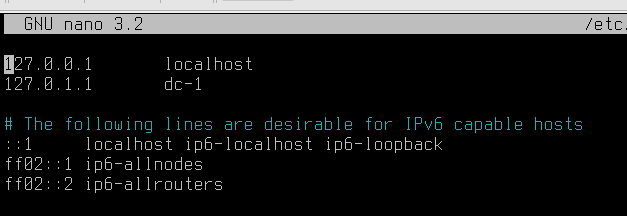 GNU nano 3.2 /etc.
127.0.0.1 localhost
127.0.1.1 dc-1
# The following lines are desirable for IPv6 capable hosts
::1 localhost ip6-localhost ip6-loopback
ff02::1 ip6-allnodes
ff02::2 ip6-allrouters